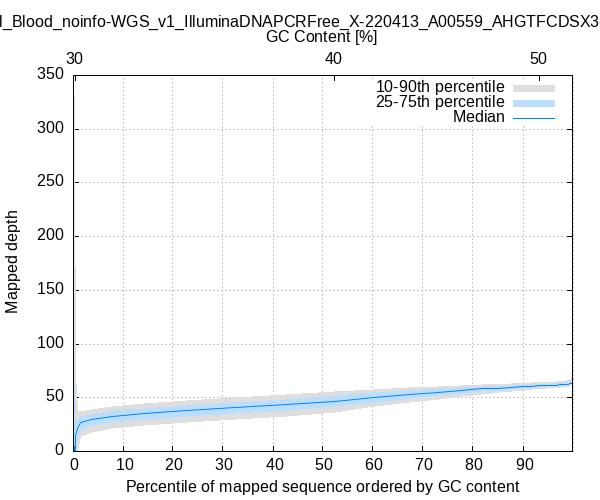 l_Blood_noinfo-WGS_v1_IlluminaDNAPCRFree_X-220413_A00559_AHGTFCDSX3
GC Content [%]
30 40 50
350
300
250
200
150
100
50
0
Mapped depth
10-90th percentile
25-75th percentile
Median
0 10 20 30 40 50 60 70 80 90
Percentile of mapped sequence ordered by GC content